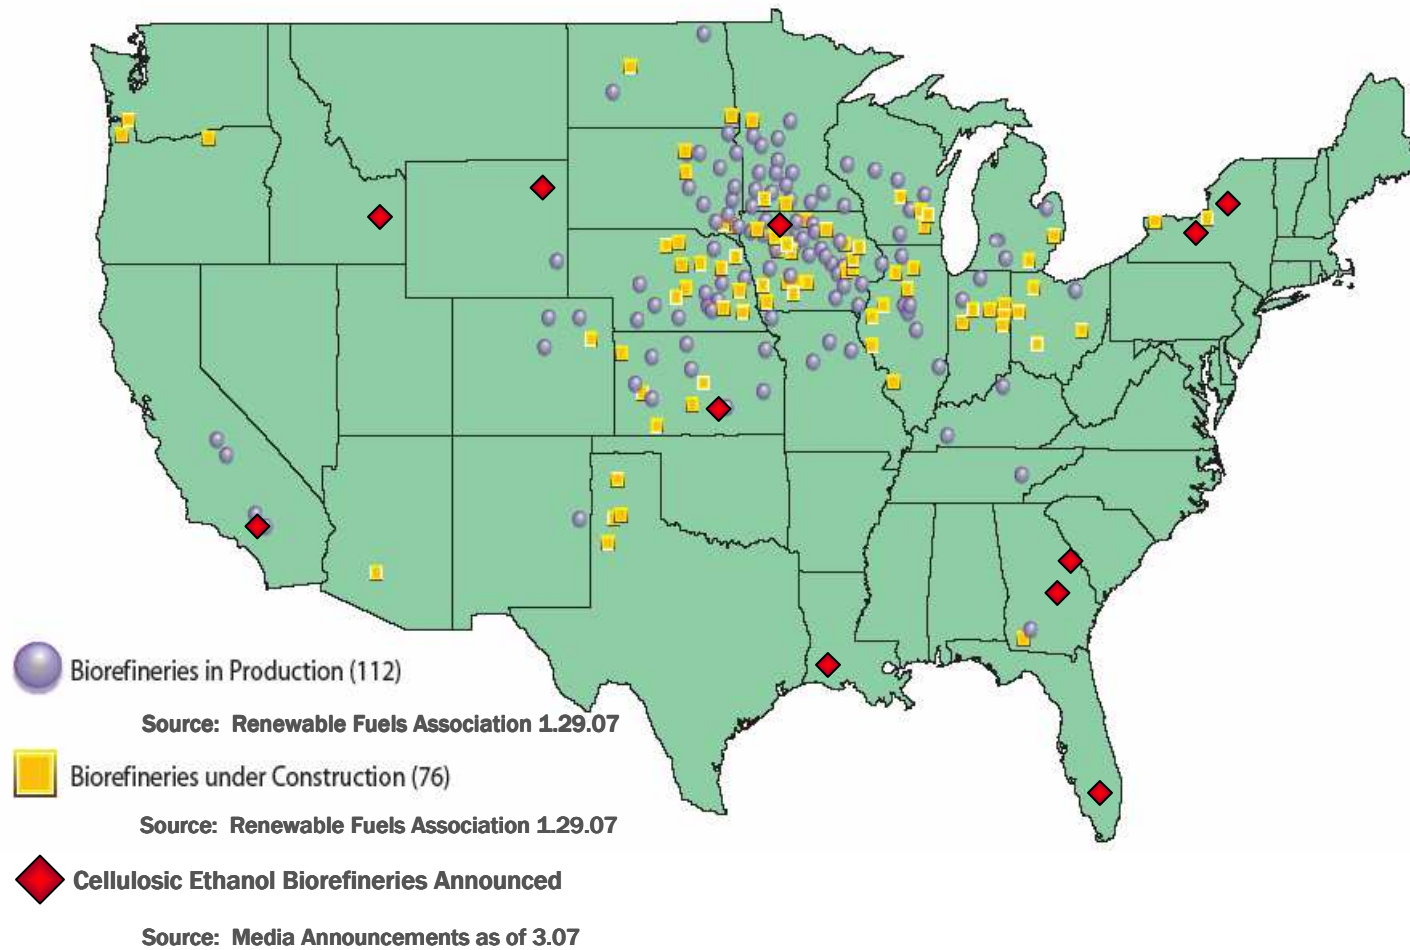 Biorefineries in Production (112)
Source: Renewable Fuels Association 1.29.07
Biorefineries under Construction (76)
Source: Renewable Fuels Association 1.29.07
Cellulosic Ethanol Biorefineries Announced
Source: Media Announcements as of 3.07